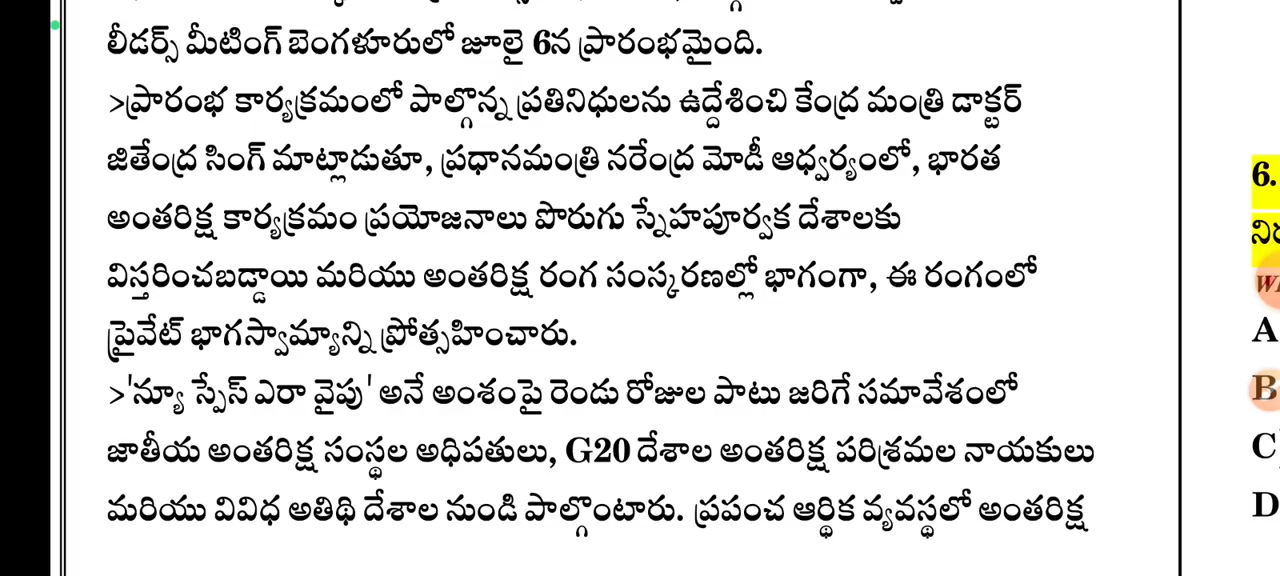 లీడర్స్ మీటింగ్ బెంగళూరులో జూలై 6న ప్రారంభమైంది.
>ప్రారంభ కార్యక్రమంలో పాల్గొన్న ప్రతినిధులను ఉద్దేశించి కేంద్ర మంత్రి డాక్టర్
జితేంద్ర సింగ్ మాట్లాడుతూ, ప్రధానమంత్రి నరేంద్ర మోడీ ఆధ్వర్యంలో, భారత
అంతరిక్ష కార్యక్రమం ప్రయోజనాలు పొరుగు స్నేహపూర్వక దేశాలకు
విస్తరించబడ్డాయి మరియు అంతరిక్ష రంగ సంస్కరణల్లో భాగంగా, ఈ రంగంలో
ప్రైవేట్ భాగస్వామ్యాన్ని ప్రోత్సహించారు.
>'న్యూ స్పేస్ ఎరా వైపు' అనే అంశంపై రెండు రోజుల పాటు జరిగే సమావేశంలో
జాతీయ అంతరిక్ష సంస్థల అధిపతులు, G20 దేశాల అంతరిక్ష పరిశ్రమల నాయకులు
మరియు వివిధ అతిథి దేశాల నుండి పాల్గొంటారు. ప్రపంచ ఆర్థిక వ్యవస్థలో అంతరిక్ష
6.
A
B
C
D